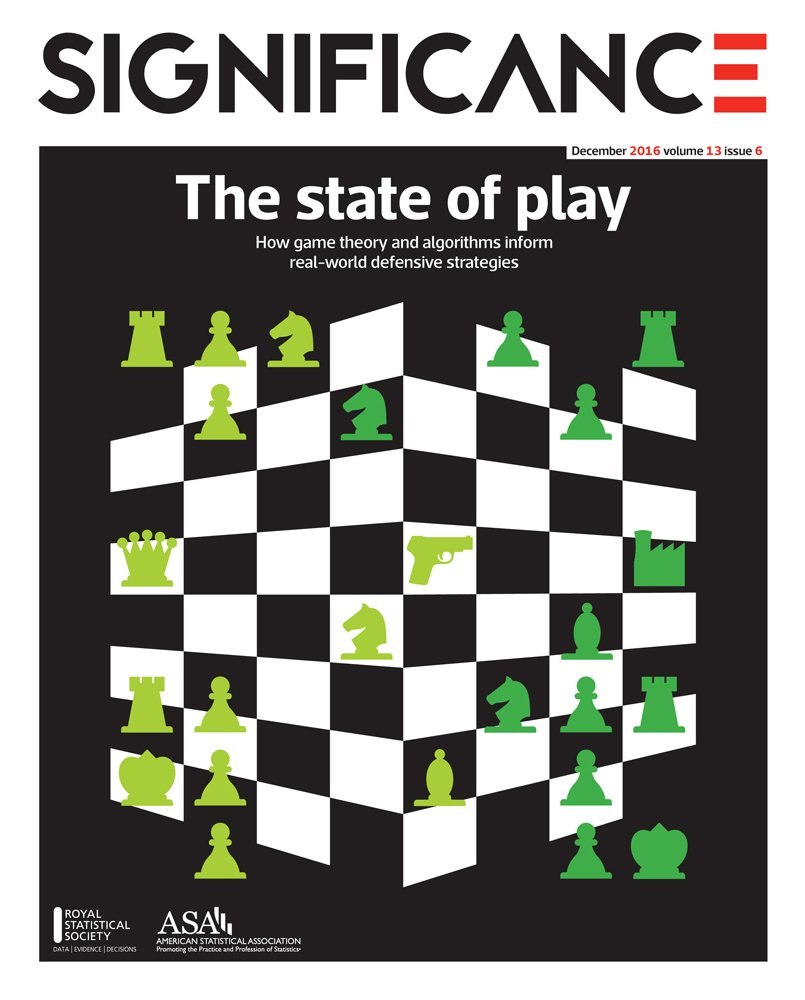 SIGNIFICANCE
December 2016 volume 13 issue 6
The state of play
How game theory and algorithms inform
real-world defensive strategies
ROYAL
STATISTICAL
SOCIETY
DATA | EVIDENCE | DECISIONS
ASA
AMERICAN STATISTICAL ASSOCIATION
Promoting the Practice and Profession of Statistics®